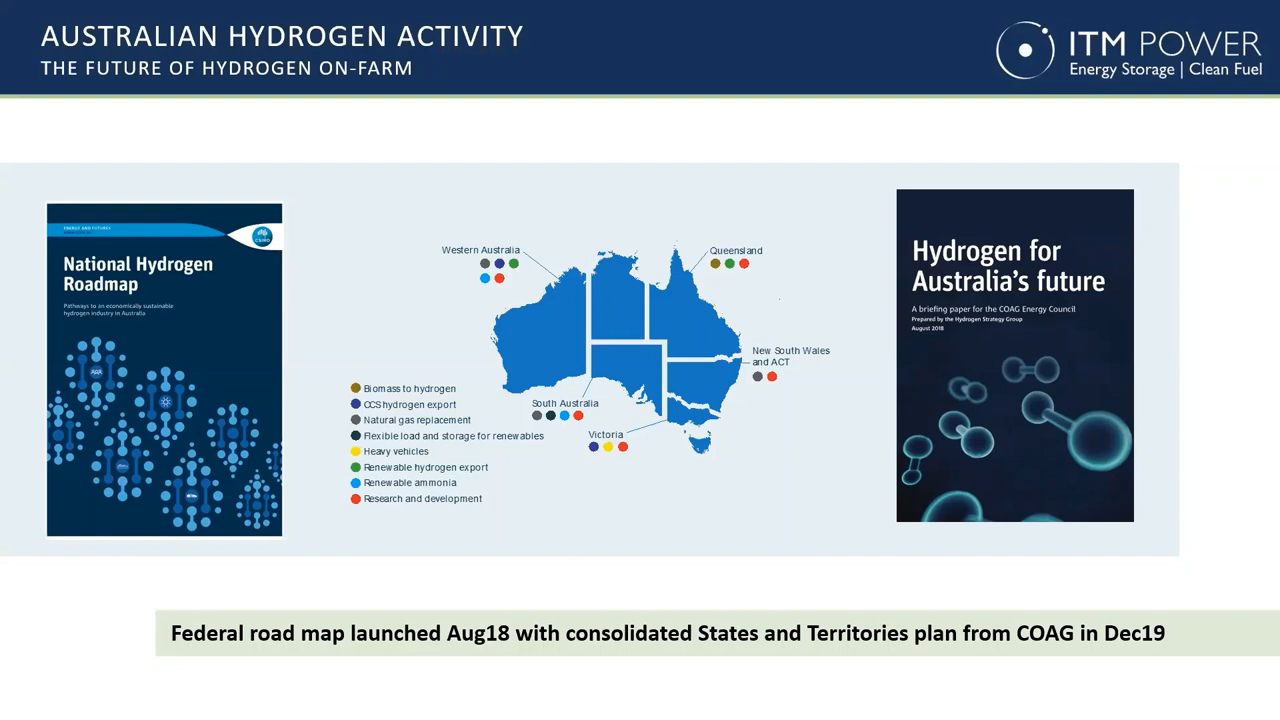 AUSTRALIAN HYDROGEN ACTIVITY
THE FUTURE OF HYDROGEN ON-FARM
ITM POWER
Energy Storage | Clean Fuel
ENERGY AND FUTURES
CSIRO
National Hydrogen
Roadmap
Pathways to an economically sustainable
hydrogen industry in Australia
Western Australia
Queensland
New South Wales
and ACT
South Australia
Victoria
Biomass to hydrogen
CCS hydrogen export
Natural gas replacement
Flexible load and storage for renewables
Heavy vehicles
Renewable hydrogen export
Renewable ammonia
Research and development
Hydrogen for
Australia's future
A briefing paper for the COAG Energy Council
Prepared by the Hydrogen Strategy Group
August 2018
Federal road map launched Aug18 with consolidated States and Territories plan from COAG in Dec19